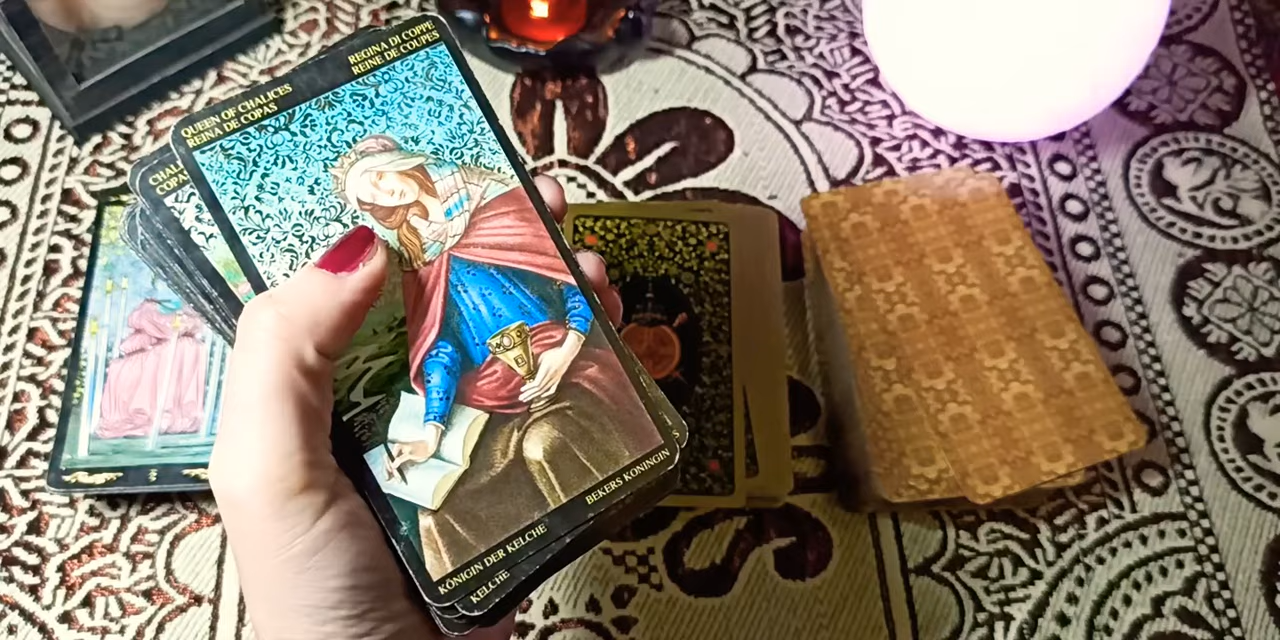 QUEEN OF CHALICES
REINA DE COPAS
REGINA DI COPPE
REINE DE COUPES
KÖNIGIN DER KELCHE
BEKERS KONINGIN
KELCHE